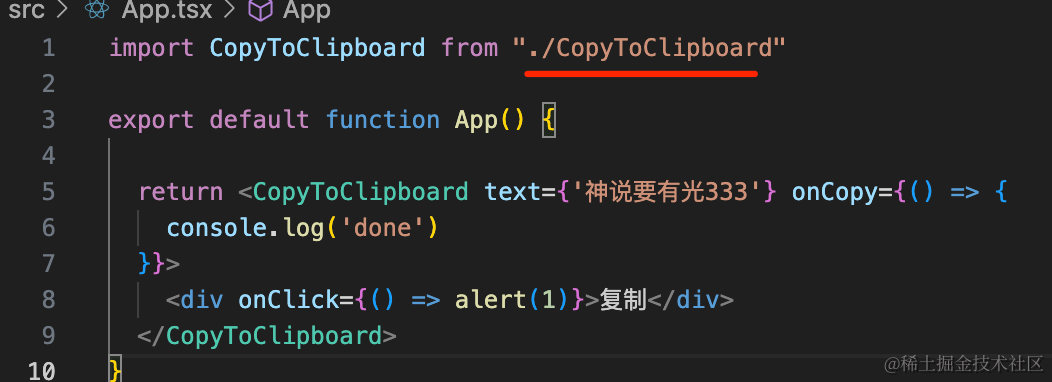 src > App.tsx > App
1 import CopyToClipboard from "./CopyToClipboard"
2
3 export default function App() {
4
5 return <CopyToClipboard text={'神说要有光333'} onCopy={() => {
6 console.log('done')
7 }}>
8 <div onClick={() => alert(1)}>复制</div>
9 </CopyToClipboard>
10 }
@稀土掘金技术社区